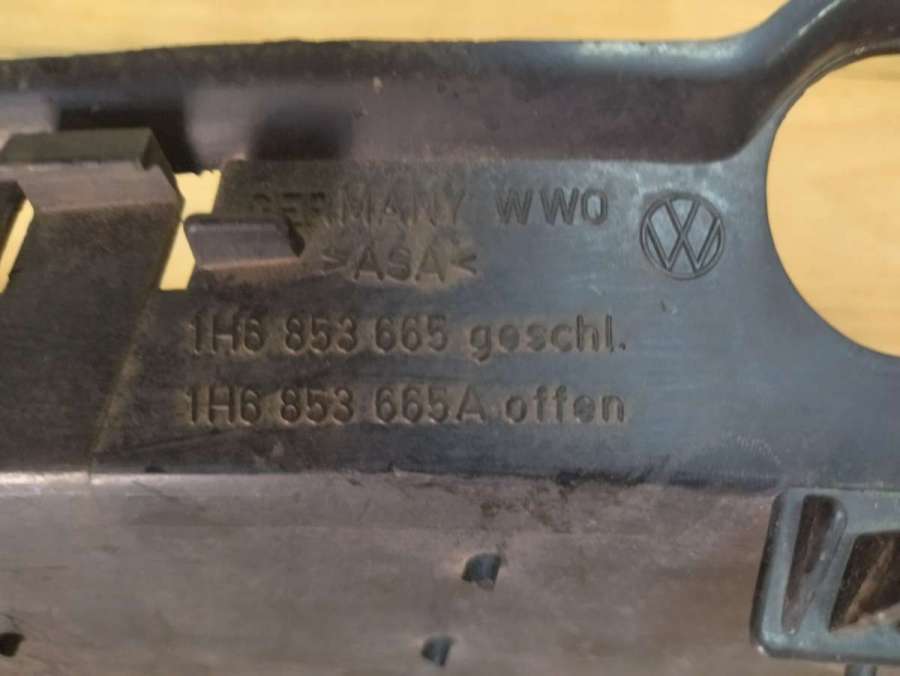 GERMANY WWO
>ASA<
1H6 853 665 geschl.
1H6 853 665A offen